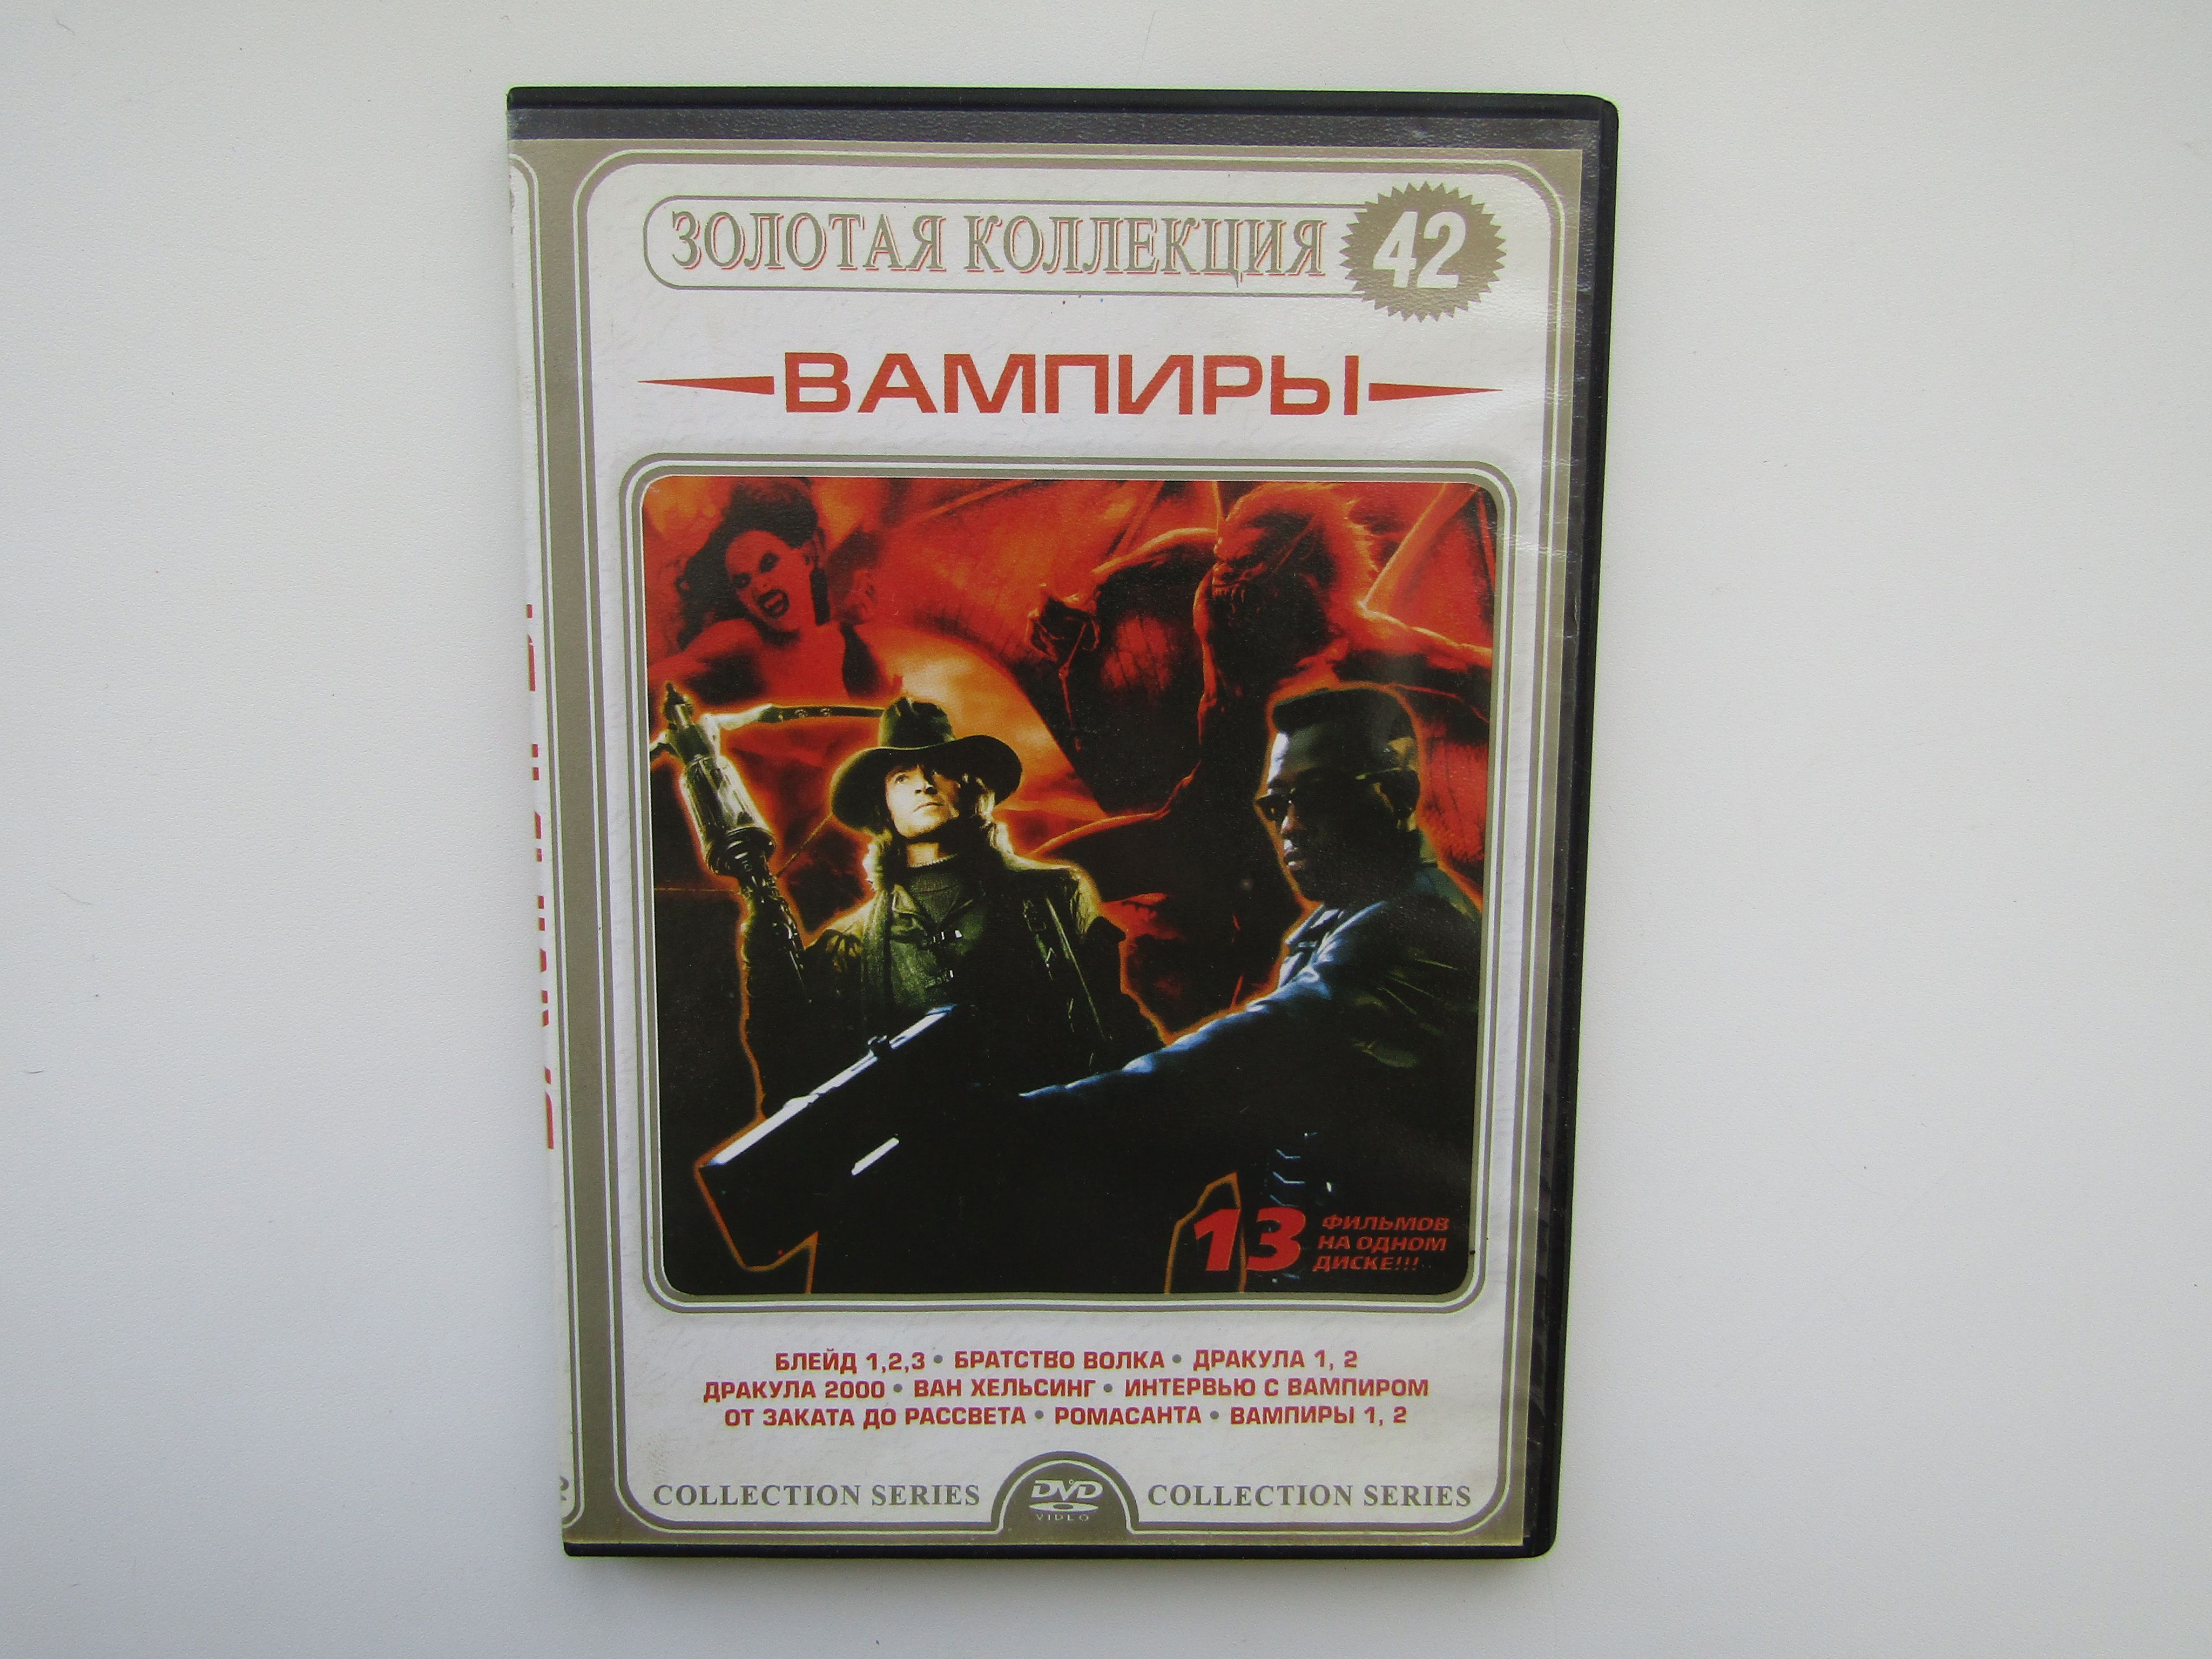 ЗОЛОТАЯ КОЛЛЕКЦИЯ 42
ВАМПИРЫ
13 ФИЛЬМОВ
НА ОДНОМ
ДИСКЕ!!!
БЛЕЙД 1,2,3 • БРАТСТВО ВОЛКА • ДРАКУЛА 1, 2
ДРАКУЛА 2000 • ВАН ХЕЛЬСИНГ • ИНТЕРВЬЮ С ВАМПИРОМ
ОТ ЗАКАТА ДО РАССВЕТА • РОМАСАНТА • ВАМПИРЫ 1, 2
COLLECTION SERIES DVD VIDEO COLLECTION SERIES